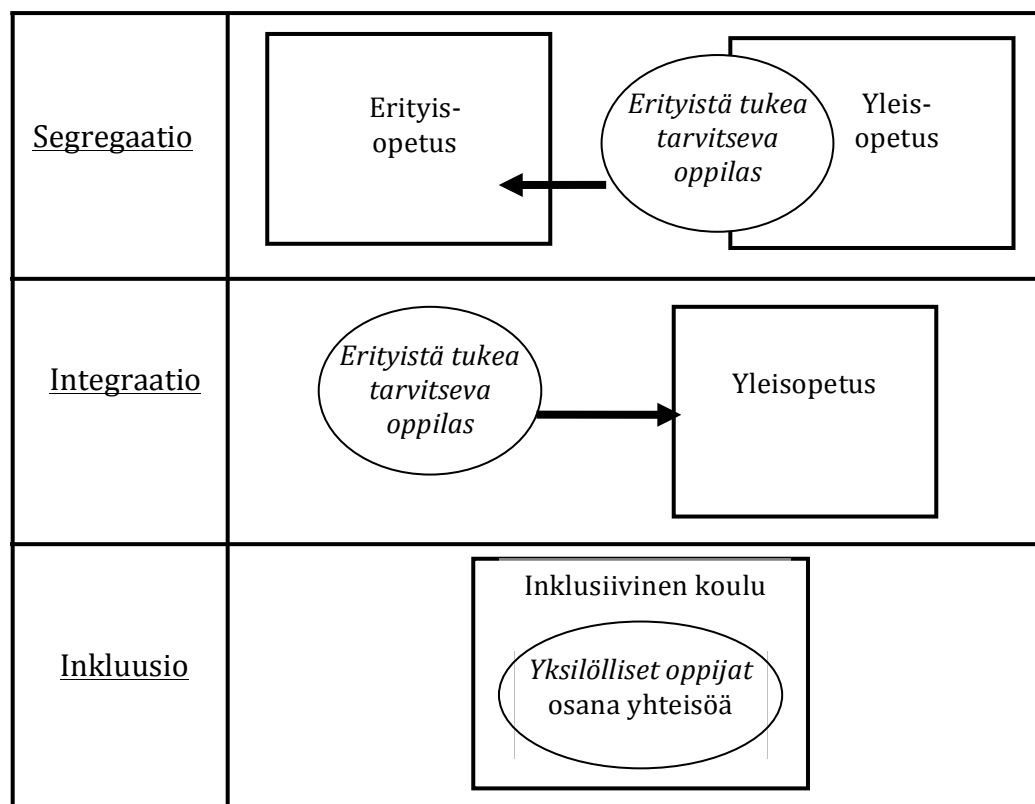 Segregaatio
Erityis-
opetus
Erityistä tukea
tarvitseva
oppilas
Yleis-
opetus
Integraatio
Erityistä tukea
tarvitseva
oppilas
Yleisopetus
Inkluusio
Inklusiivinen koulu
Yksilölliset oppijat
osana yhteisöä